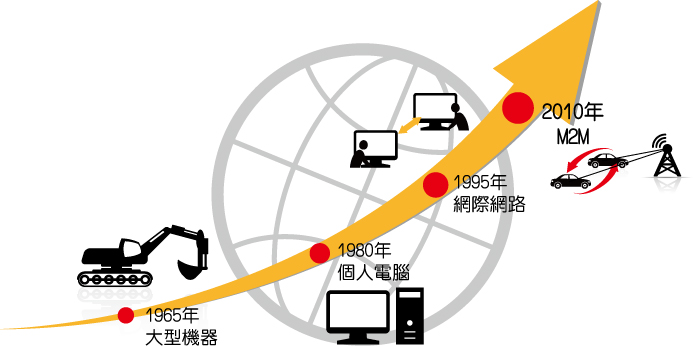 2010年
M2M
1995年
網際網路
1980年
個人電腦
1965年
大型機器